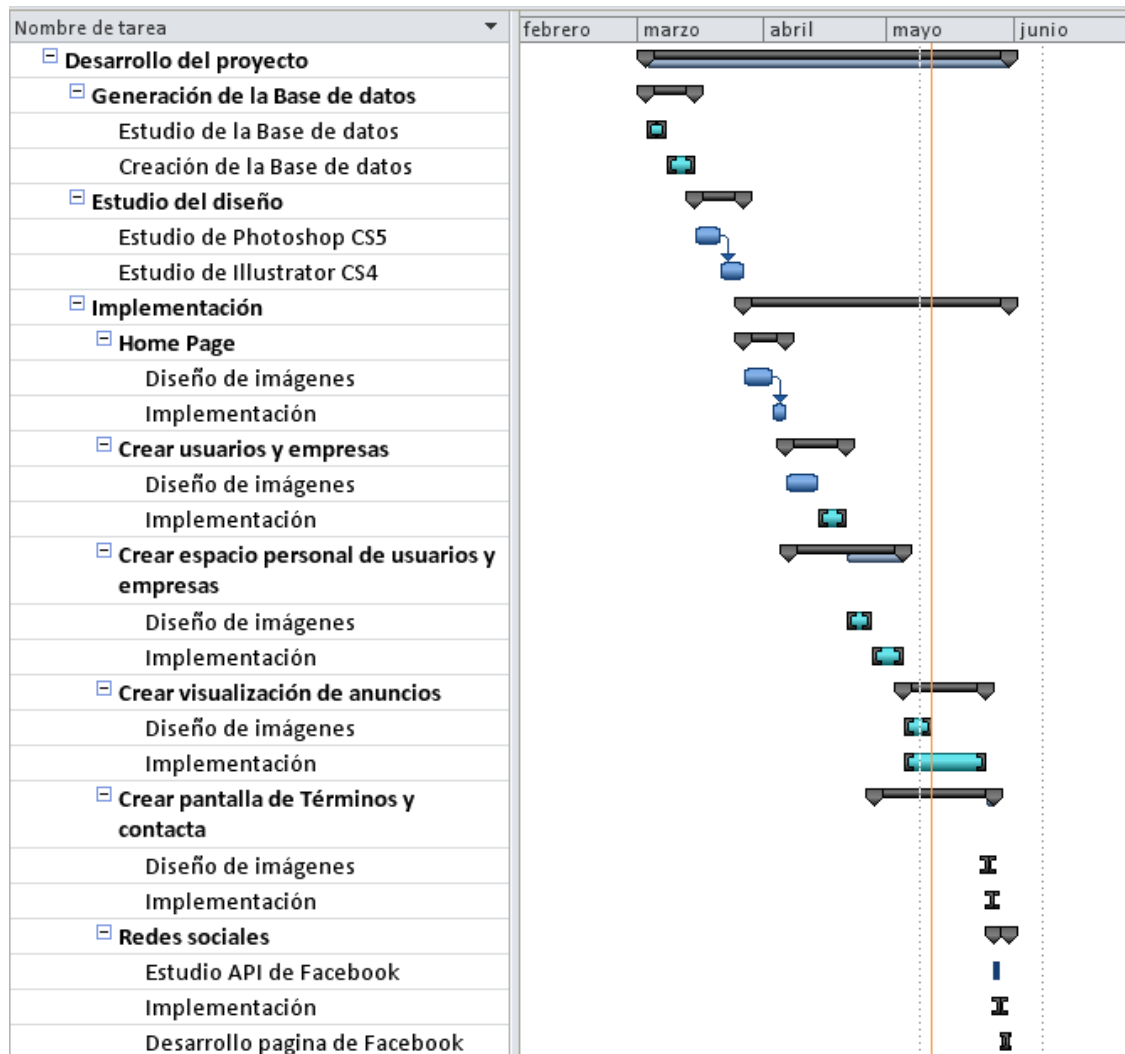 Nombre de tarea
febrero marzo abril mayo junio
Desarrollo del proyecto
Generación de la Base de datos
Estudio de la Base de datos
Creación de la Base de datos
Estudio del diseño
Estudio de Photoshop CS5
Estudio de Illustrator CS4
Implementación
Home Page
Diseño de imágenes
Implementación
Crear usuarios y empresas
Diseño de imágenes
Implementación
Crear espacio personal de usuarios y
empresas
Diseño de imágenes
Implementación
Crear visualización de anuncios
Diseño de imágenes
Implementación
Crear pantalla de Términos y
contacta
Diseño de imágenes
Implementación
Redes sociales
Estudio API de Facebook
Implementación
Desarrollo pagina de Facebook